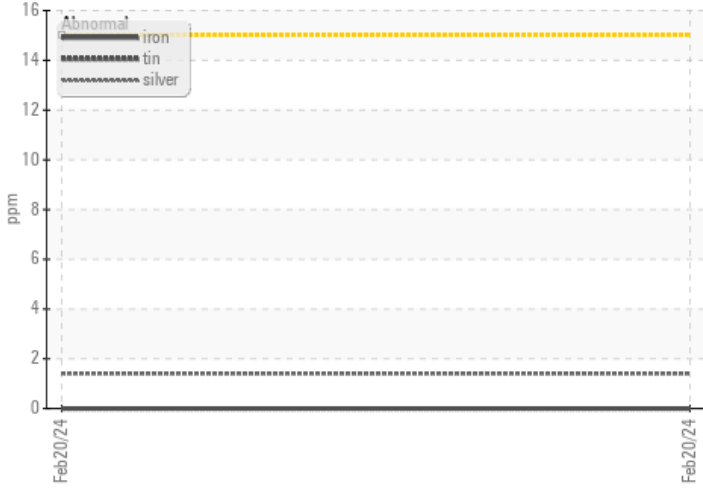 16
14
12
10
8
6
4
2
0
ppm
Abnormal
iron
tin
silver
Feb20/24
Feb20/24